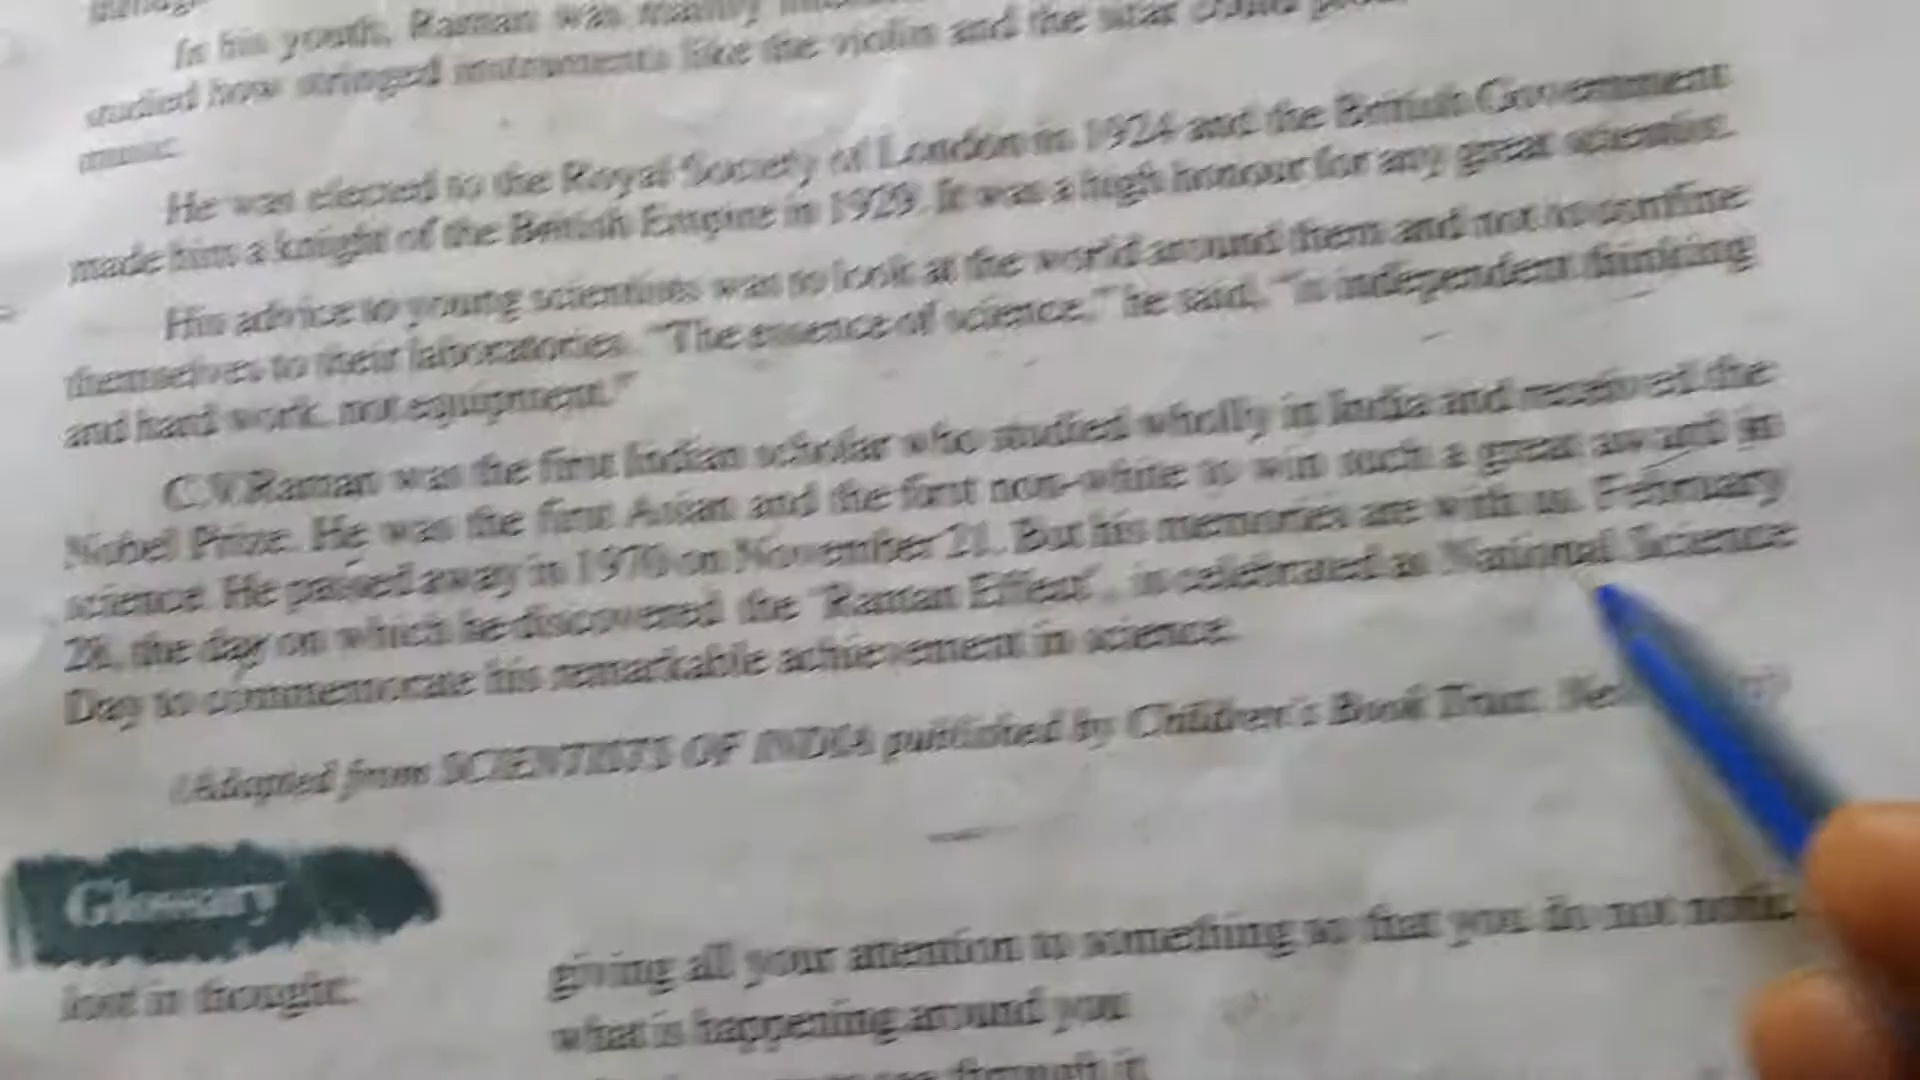 In his youth, Raman was mainly
studied how stringed instruments like the violin and the sitar could
music.
He was elected to the Royal Society of London in 1924 and the British Government
made him a knight of the British Empire in 1929. It was a high honour for any great scientist.
His advice to young scientists was to look at the world around them and not to confine
themselves to their laboratories. "The essence of science," he said, "is independent thinking
and hard work, not equipment."
C.V.Raman was the first Indian scholar who studied wholly in India and received the
Nobel Prize. He was the first Asian and the first non-white to win such a great award in
science. He passed away in 1970 on November 21. But his memories are with us. February
28, the day on which he discovered the 'Raman Effect', is celebrated as National Science
Day to commemorate his remarkable achievement in science.
(Adapted from SCIENTISTS OF INDIA published by Children's Book Trust,
Glossary
lost in thought:
giving all your attention to something so that you do not notice
what is happening around you
through it